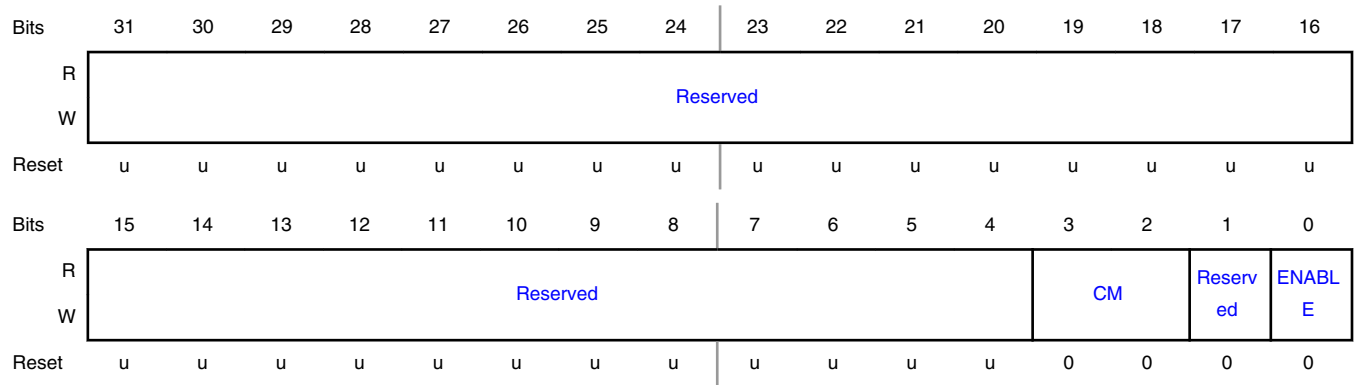 Bits 31 30 29 28 27 26 25 24 23 22 21 20 19 18 17 16
R
Reserved
W
Reset u u u u u u u u u u u u u u u u
Bits 15 14 13 12 11 10 9 8 7 6 5 4 3 2 1 0
R
Reserved CM Reserv ENABL
ed E
W
Reset u u u u u u u u u u u u 0 0 0 0